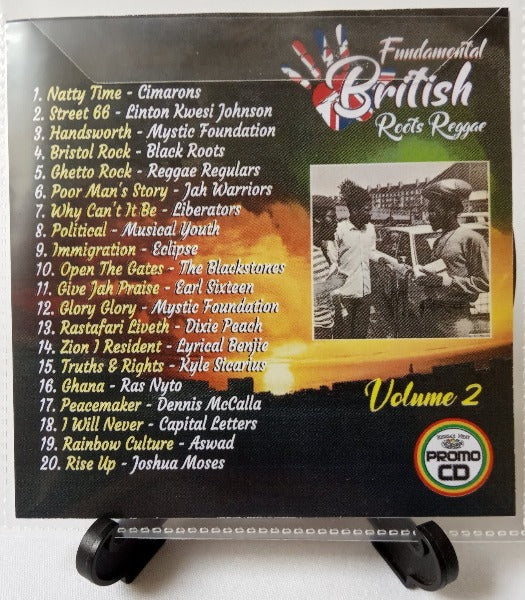 Fundamental
British
Roots Reggae
1. Natty Time - Cimarons
2. Street 66 - Linton Kwesi Johnson
3. Handsworth - Mystic Foundation
4. Bristol Rock - Black Roots
5. Ghetto Rock - Reggae Regulars
6. Poor Man's Story - Jah Warriors
7. Why Can't It Be - Liberators
8. Political - Musical Youth
9. Immigration - Eclipse
10. Open The Gates - The Blackstones
11. Give Jah Praise - Earl Sixteen
12. Glory Glory - Mystic Foundation
13. Rastafari Liveth - Dixie Peach
14. Zion I Resident - Lyrical Benjie
15. Truths & Rights - Kyle Sicarius
16. Ghana - Ras Nyto
17. Peacemaker - Dennis McCalla
18. I Will Never - Capital Letters
19. Rainbow Culture - Aswad
20. Rise Up - Joshua Moses
Volume 2
PROMO
CD